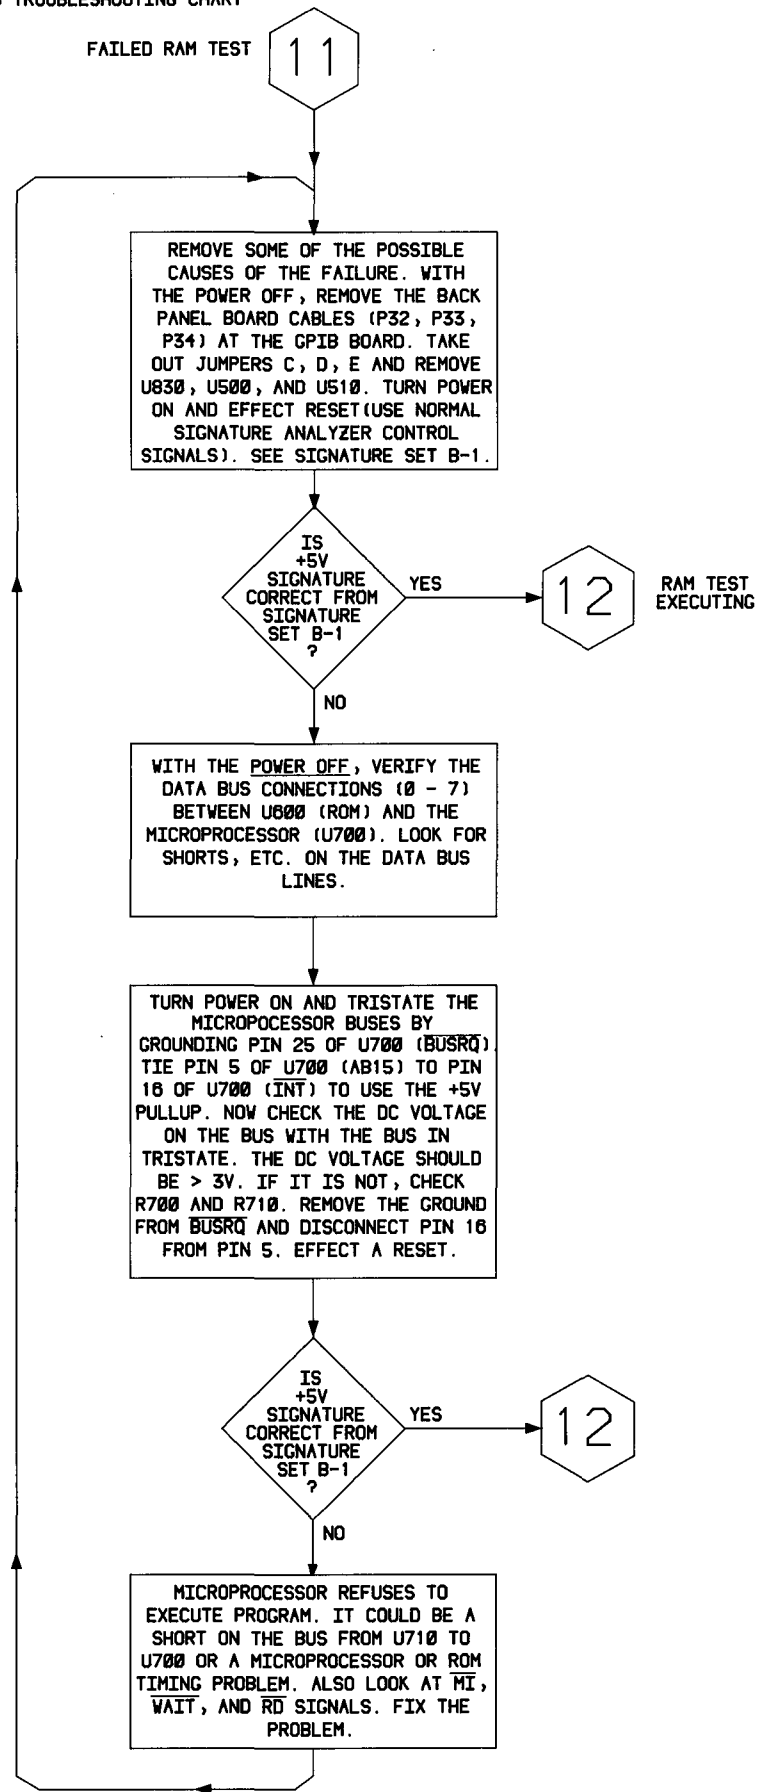 TROUBLESHOOTING CHART
FAILED RAM TEST
11
REMOVE SOME OF THE POSSIBLE
CAUSES OF THE FAILURE. WITH
THE POWER OFF, REMOVE THE BACK
PANEL BOARD CABLES (P32, P33,
P34) AT THE GPIB BOARD. TAKE
OUT JUMPERS C, D, E AND REMOVE
U830, U500, AND U510. TURN POWER
ON AND EFFECT RESET(USE NORMAL
SIGNATURE ANALYZER CONTROL
SIGNALS). SEE SIGNATURE SET B-1.
IS
+5V
SIGNATURE
CORRECT FROM
SIGNATURE
SET B-1
?
YES
12
RAM TEST
EXECUTING
NO
WITH THE POWER OFF, VERIFY THE
DATA BUS CONNECTIONS (0 - 7)
BETWEEN U600 (ROM) AND THE
MICROPROCESSOR (U700). LOOK FOR
SHORTS, ETC. ON THE DATA BUS
LINES.
TURN POWER ON AND TRISTATE THE
MICROPOCESSOR BUSES BY
GROUNDING PIN 25 OF U700 (B̅U̅S̅R̅Q̅).
TIE PIN 5 OF U700 (AB15) TO PIN
16 OF U700 (I̅N̅T̅) TO USE THE +5V
PULLUP. NOW CHECK THE DC VOLTAGE
ON THE BUS WITH THE BUS IN
TRISTATE. THE DC VOLTAGE SHOULD
BE > 3V. IF IT IS NOT, CHECK
R700 AND R710. REMOVE THE GROUND
FROM B̅U̅S̅R̅Q̅ AND DISCONNECT PIN 16
FROM PIN 5. EFFECT A RESET.
IS
+5V
SIGNATURE
CORRECT FROM
SIGNATURE
SET B-1
?
YES
12
NO
MICROPROCESSOR REFUSES TO
EXECUTE PROGRAM. IT COULD BE A
SHORT ON THE BUS FROM U710 TO
U700 OR A MICROPROCESSOR OR ROM
TIMING PROBLEM. ALSO LOOK AT M̅I̅,
W̅A̅I̅T̅, AND R̅D̅ SIGNALS. FIX THE
PROBLEM.